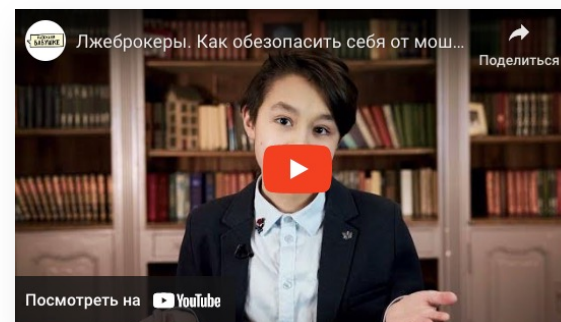 Лжеброкеры. Как обезопасить себя от мош...
Поделиться
Посмотреть на YouTube